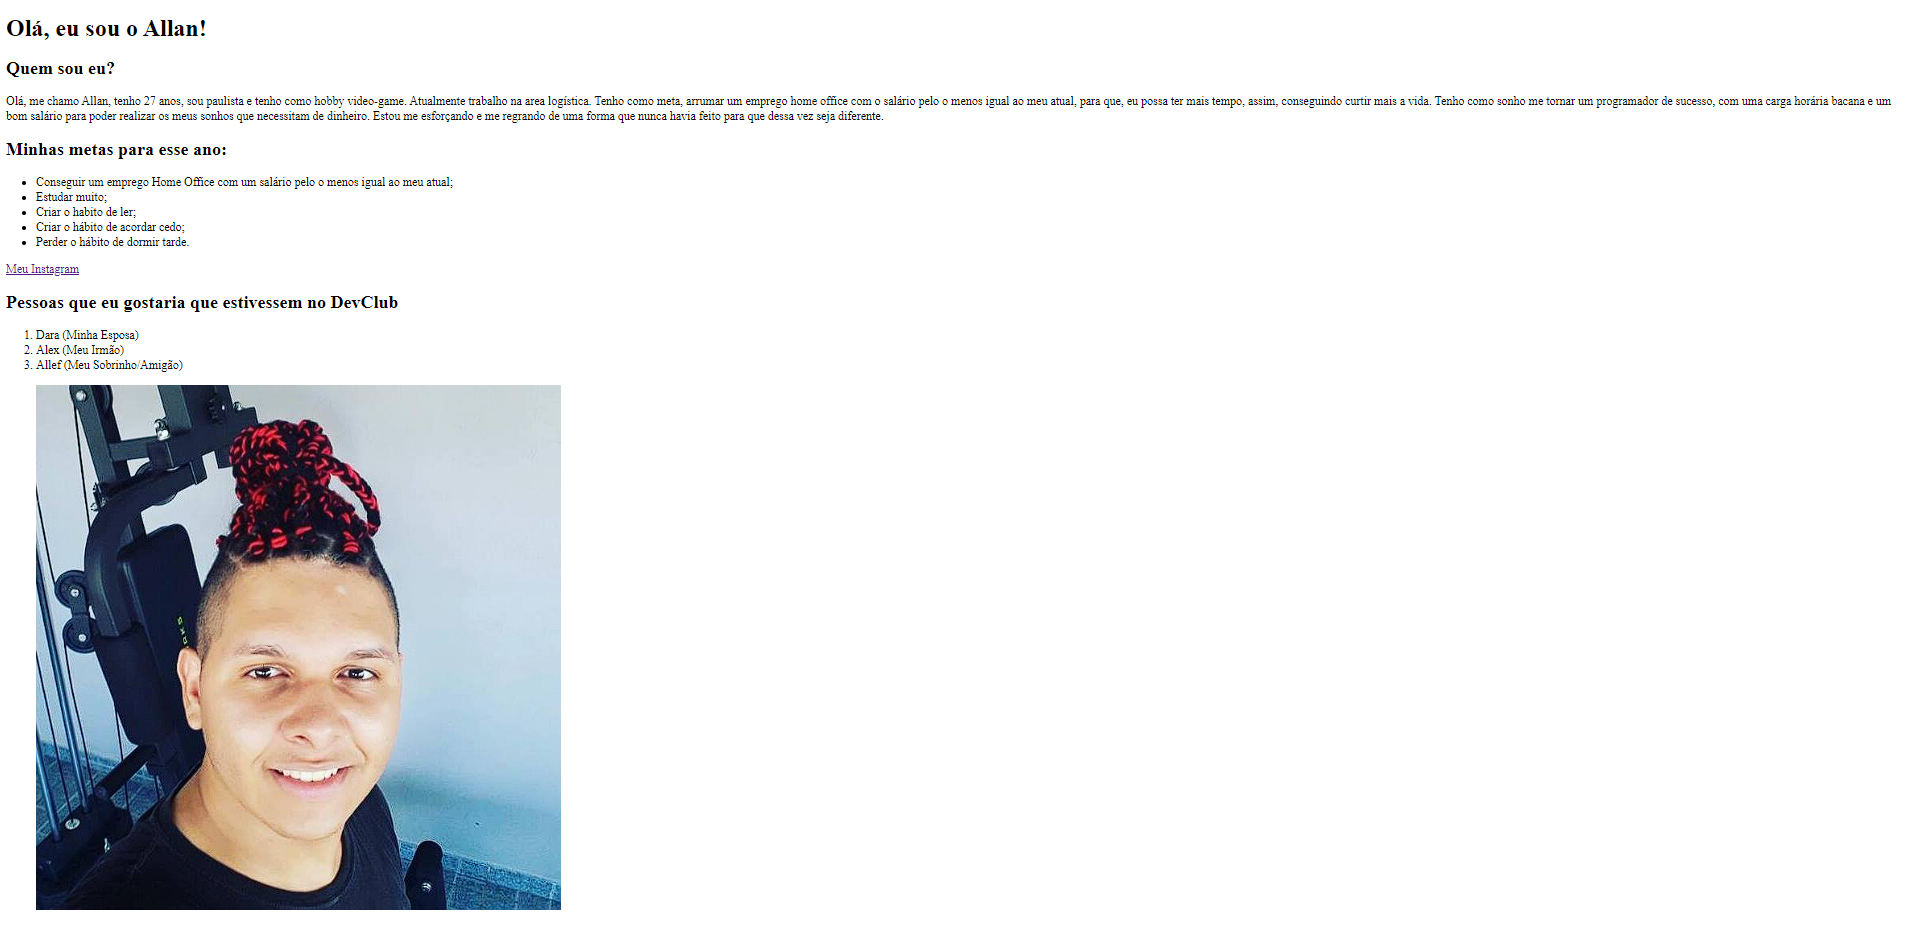 Olá, eu sou o Allan!
Quem sou eu?
Olá, me chamo Allan, tenho 27 anos, sou paulista e tenho como hobby video-game. Atualmente trabalho na area logística. Tenho como meta, arrumar um emprego home office com o salário pelo o menos igual ao meu atual, para que, eu possa ter mais tempo, assim, conseguindo curtir mais a vida. Tenho como sonho me tornar um programador de sucesso, com uma carga horária bacana e um
bom salário para poder realizar os meus sonhos que necessitam de dinheiro. Estou me esforçando e me regrando de uma forma que nunca havia feito para que dessa vez seja diferente.
Minhas metas para esse ano:
• Conseguir um emprego Home Office com um salário pelo o menos igual ao meu atual;
• Estudar muito;
• Criar o habito de ler;
• Criar o hábito de acordar cedo;
• Perder o hábito de dormir tarde.
Meu Instagram
Pessoas que eu gostaria que estivessem no DevClub
1. Dara (Minha Esposa)
2. Alex (Meu Irmão)
3. Allef (Meu Sobrinho/Amigão)